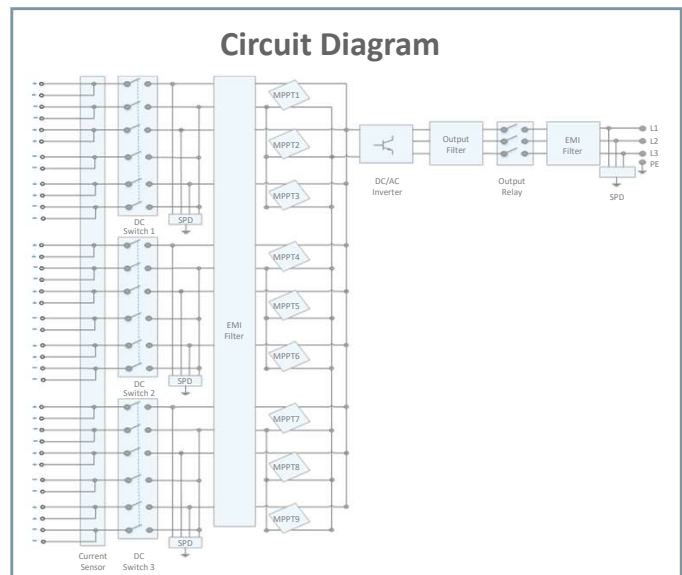 Circuit Diagram
MPPT1
MPPT2
MPPT3
DC
Switch 1
SPD
MPPT4
MPPT5
MPPT6
EMI
Filter
DC
Switch 2
SPD
MPPT7
MPPT8
MPPT9
SPD
Current
Sensor
DC
Switch 3
DC/AC
Inverter
Output
Filter
Output
Relay
EMI
Filter
L1
L2
L3
PE
SPD